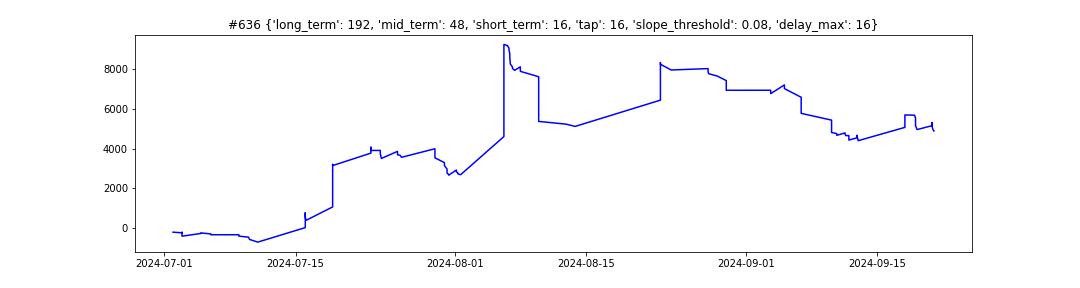 #636 {'long_term': 192, 'mid_term': 48, 'short_term': 16, 'tap': 16, 'slope_threshold': 0.08, 'delay_max': 16}
8000
6000
4000
2000
0
2024-07-01 2024-07-15 2024-08-01 2024-08-15 2024-09-01 2024-09-15